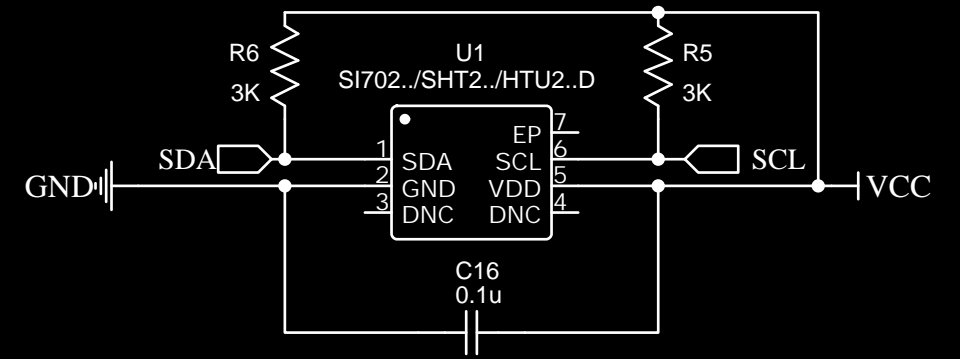 R6
3K
U1
SI702../SHT2../HTU2..D
R5
3K
SDA
1
SDA
2
GND
3
DNC
EP
7
SCL
6
VDD
5
DNC
4
SCL
GND
VCC
C16
0.1u